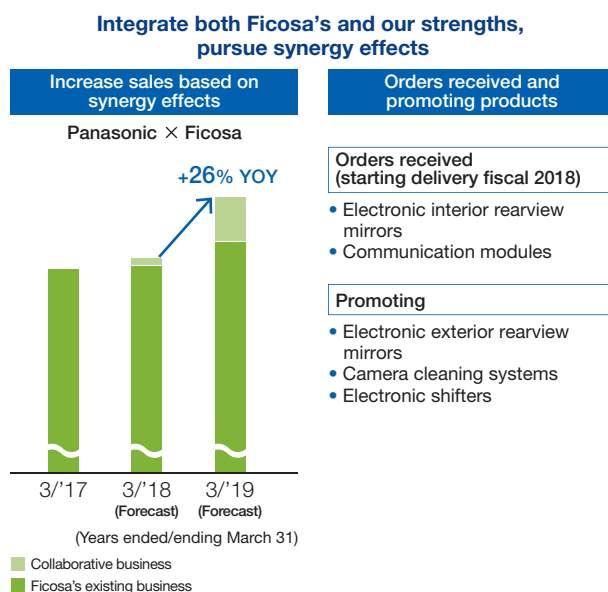 Integrate both Ficosa's and our strengths,
pursue synergy effects
Increase sales based on
synergy effects
Panasonic × Ficosa
+26% YOY
3/'17
3/'18
(Forecast)
3/'19
(Forecast)
(Years ended/ending March 31)
Collaborative business
Ficosa's existing business
Orders received and
promoting products
Orders received
(starting delivery fiscal 2018)
• Electronic interior rearview
mirrors
• Communication modules
Promoting
• Electronic exterior rearview
mirrors
• Camera cleaning systems
• Electronic shifters